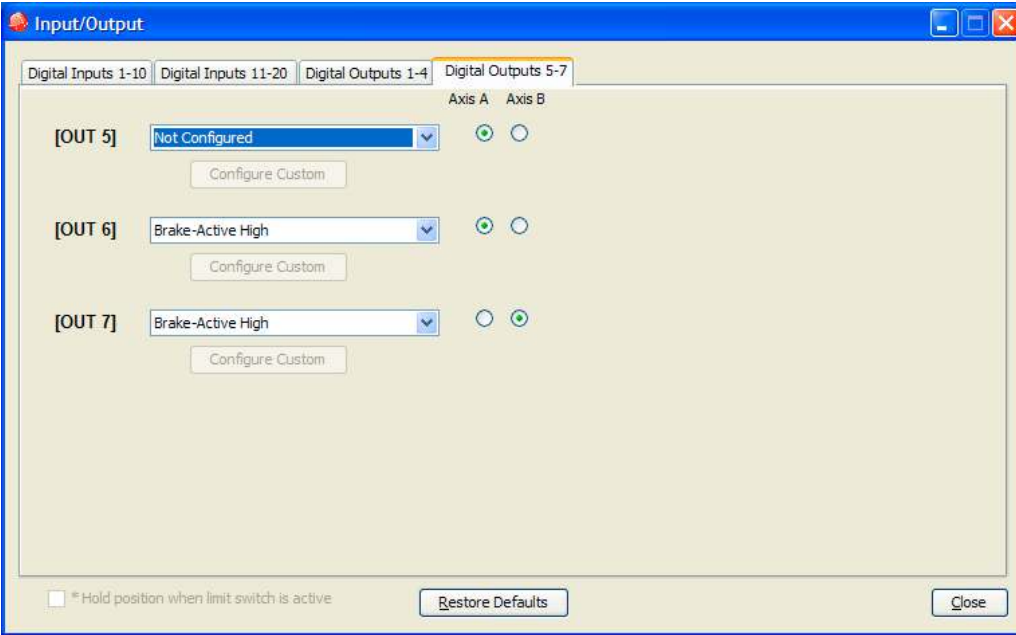 Input/Output
Digital Inputs 1-10 Digital Inputs 11-20 Digital Outputs 1-4 Digital Outputs 5-7
Axis A Axis B
[OUT 5] Not Configured
Configure Custom
[OUT 6] Brake-Active High
Configure Custom
[OUT 7] Brake-Active High
Configure Custom
* Hold position when limit switch is active Restore Defaults Close